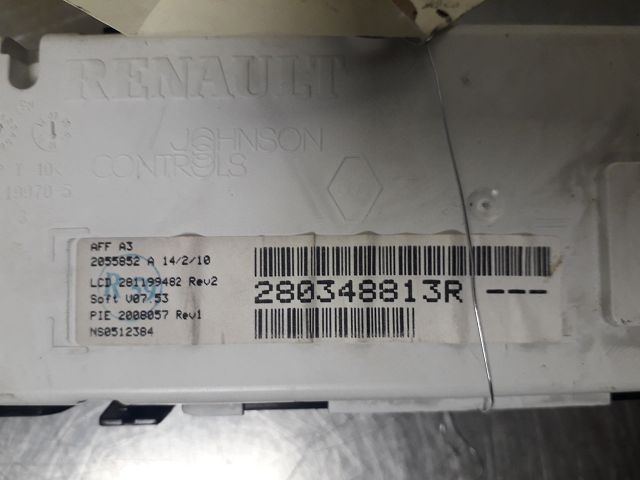 RENAULT
JOHNSON
CONTROLS
AFF A3
2055852 A 14/2/10
LCD 281199482 Rev2
Soft V07.53
PIE 2008057 Rev1
NS0512384
280348813R ---
R 39